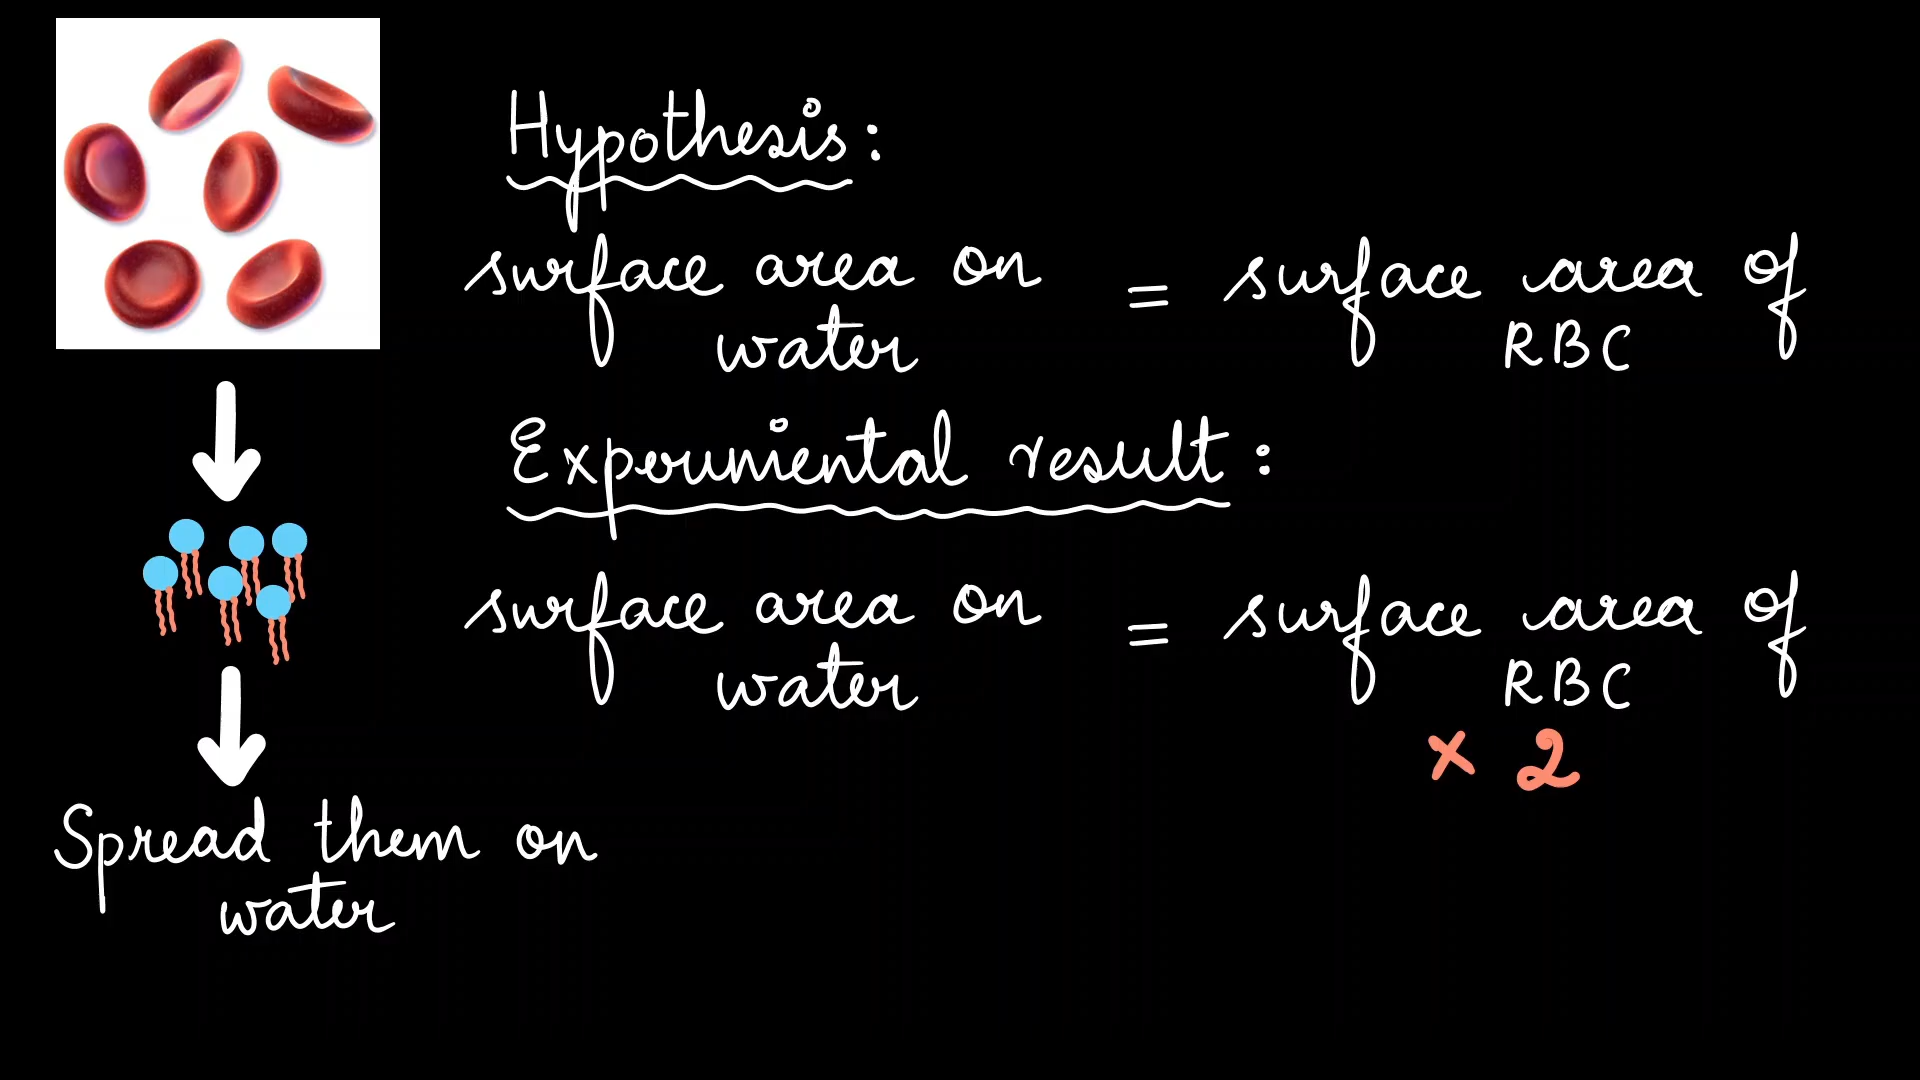 Hypothesis:
surface area on water = surface area of RBC
Experimental result:
surface area on water = surface area of RBC
× 2
Spread them on
water